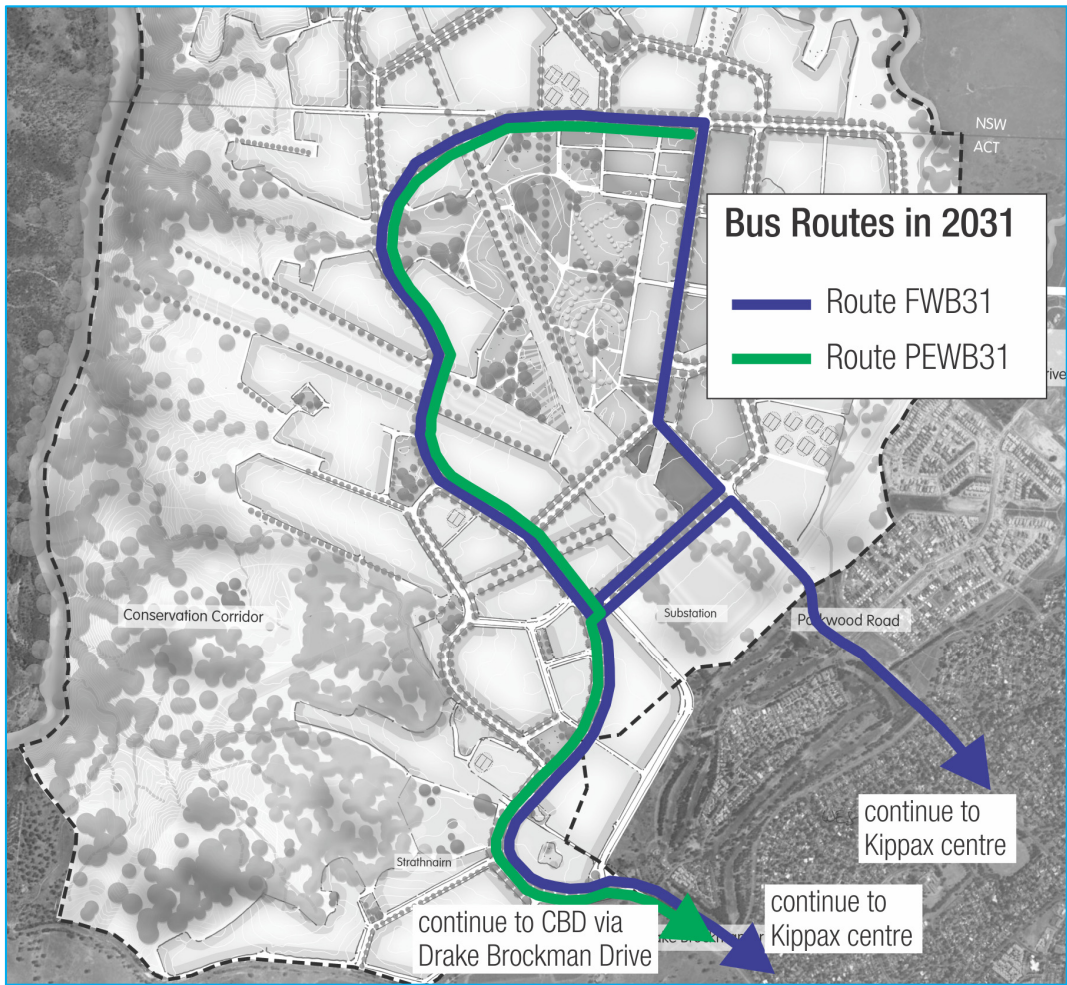 NSW
ACT
Bus Routes in 2031
Route FWB31
Route PEWB31
rive
Conservation Corridor
Substation
Parkwood Road
continue to
Kippax centre
Strathnairn
continue to CBD via
Drake Brockman Drive
continue to
Kippax centre